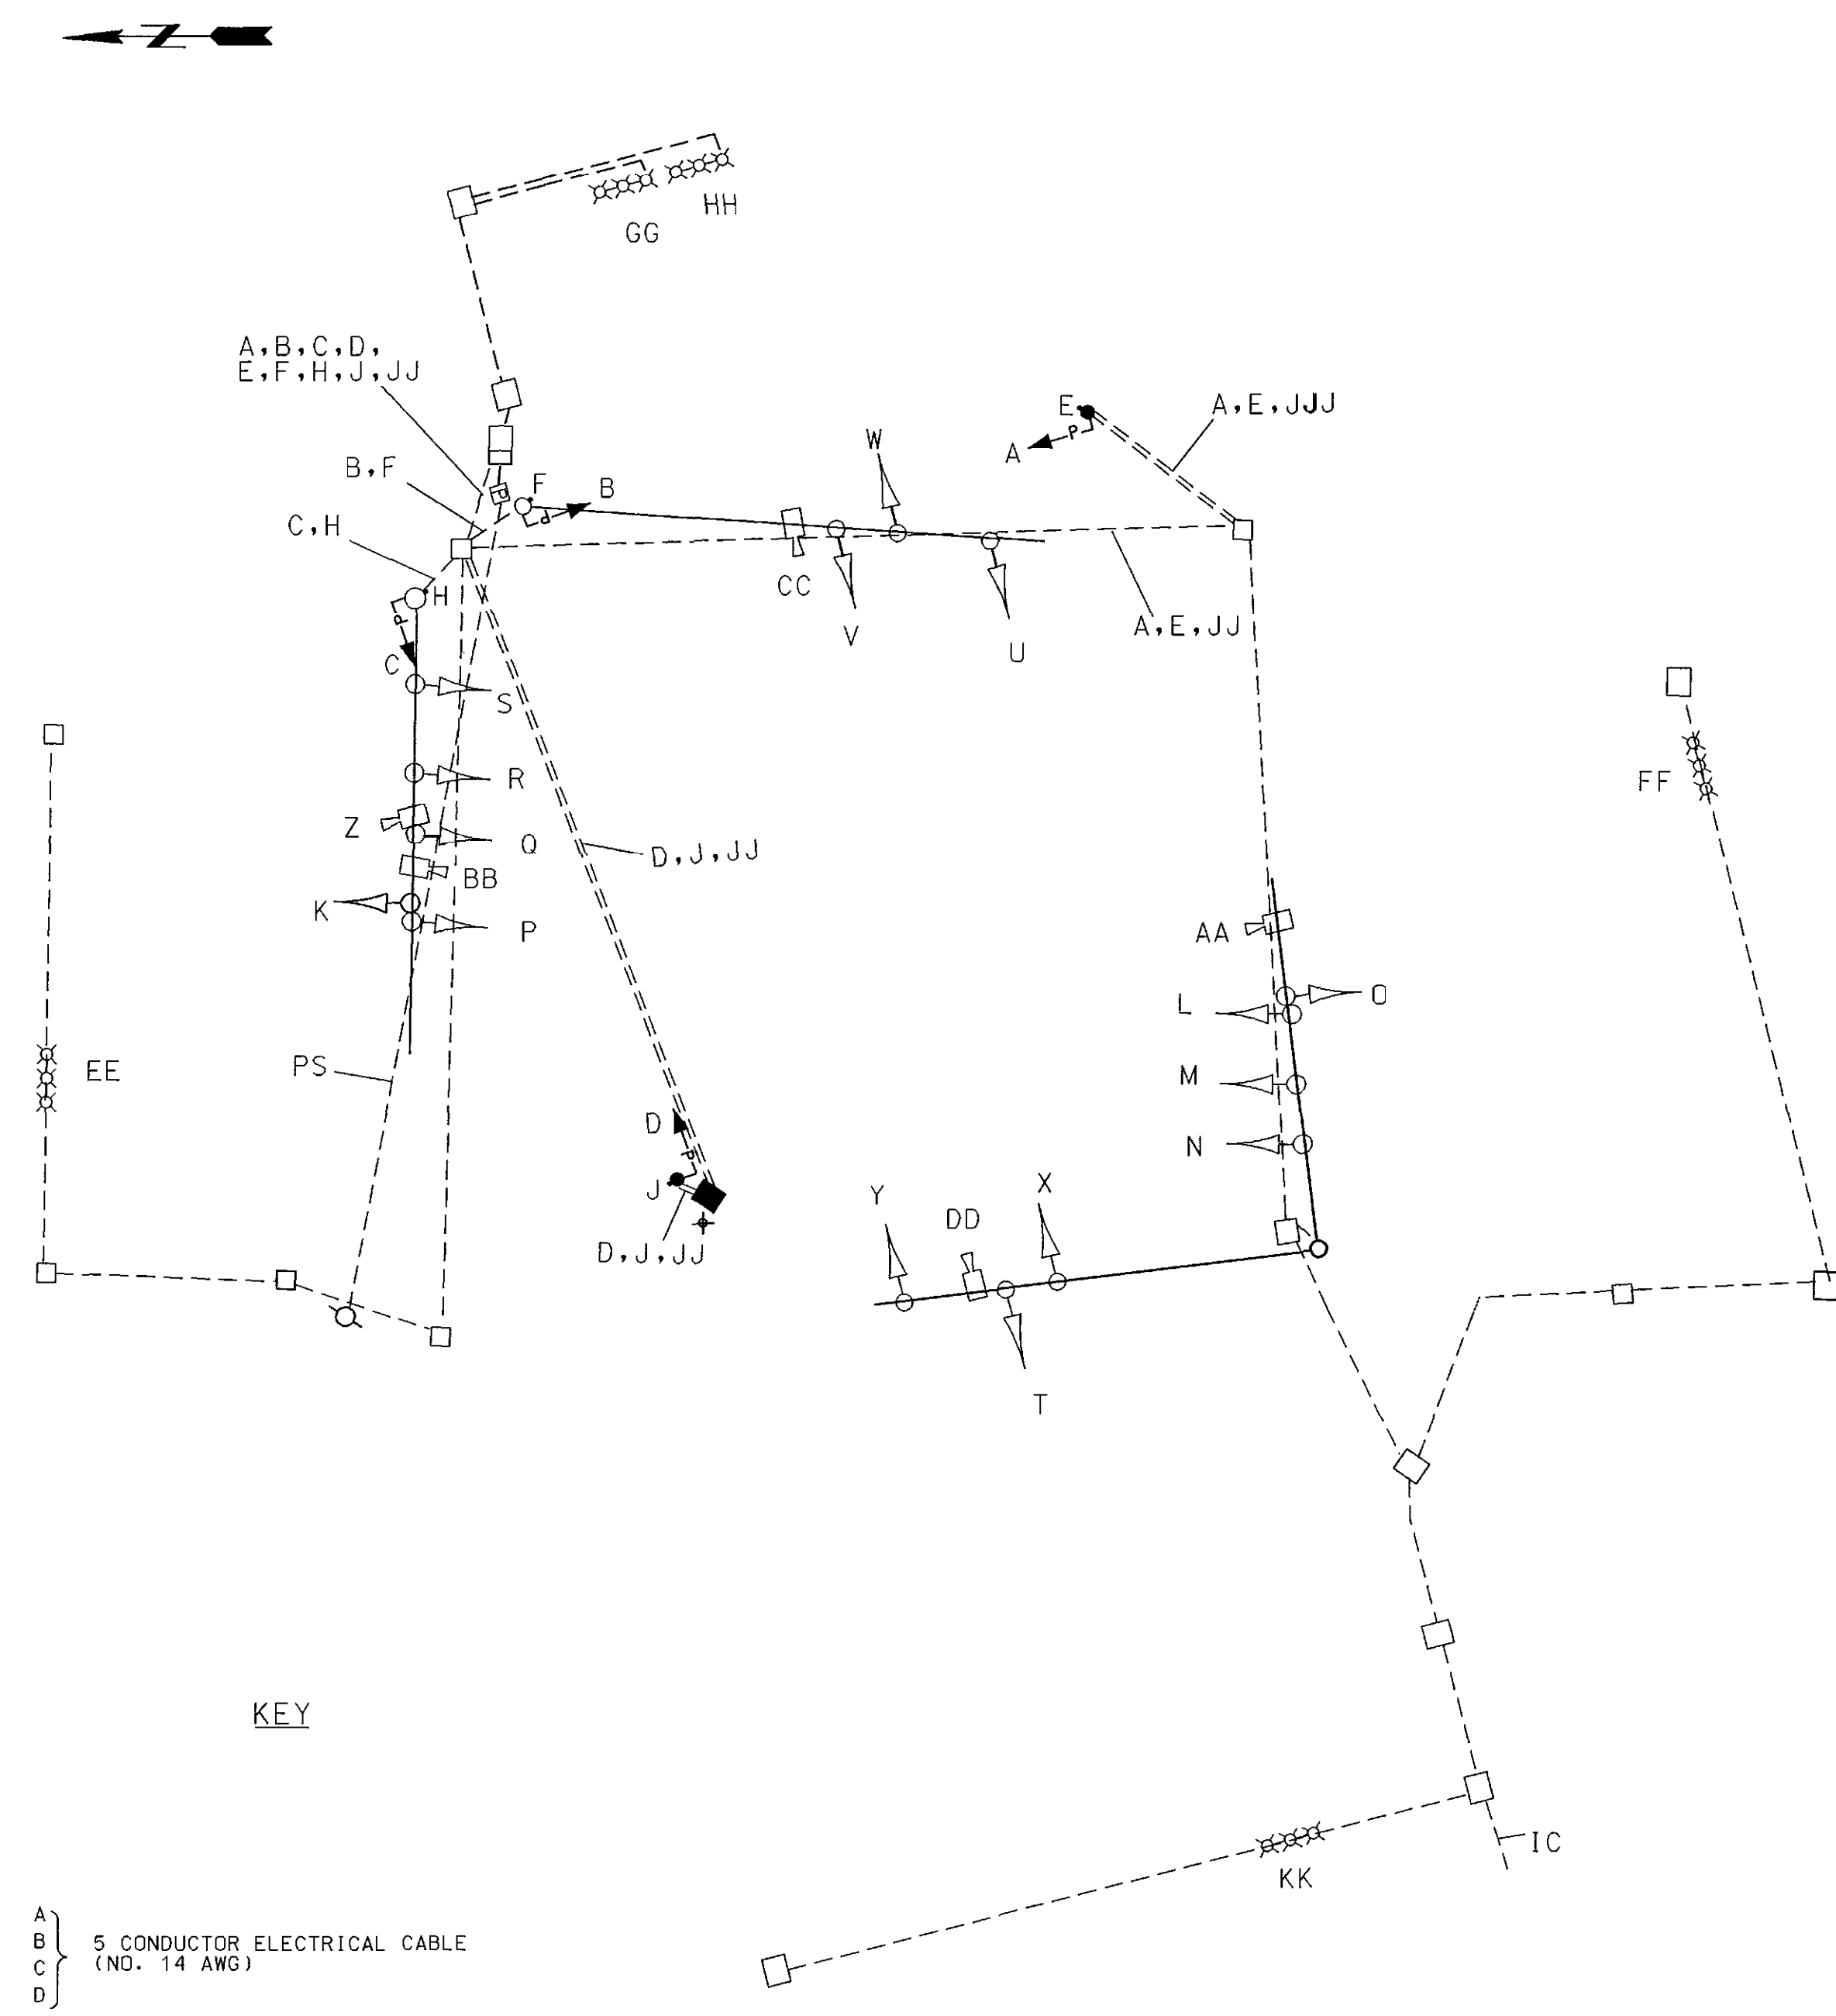 Z
HH
GG
A,B,C,D,
E,F,H,J,JJ
E
A,E,JJJ
W
A
B,F
P
F
B
P
P
C,H
CC
H
P
V
A,E,JJ
U
C
S
R
FF
Z
Q
D,J,JJ
BB
K
P
AA
L
O
EE
PS
M
D
P
N
J
Y
X
DD
D,J,JJ
T
KEY
IC
KK
A
B
C
D
5 CONDUCTOR ELECTRICAL CABLE
(NO. 14 AWG)